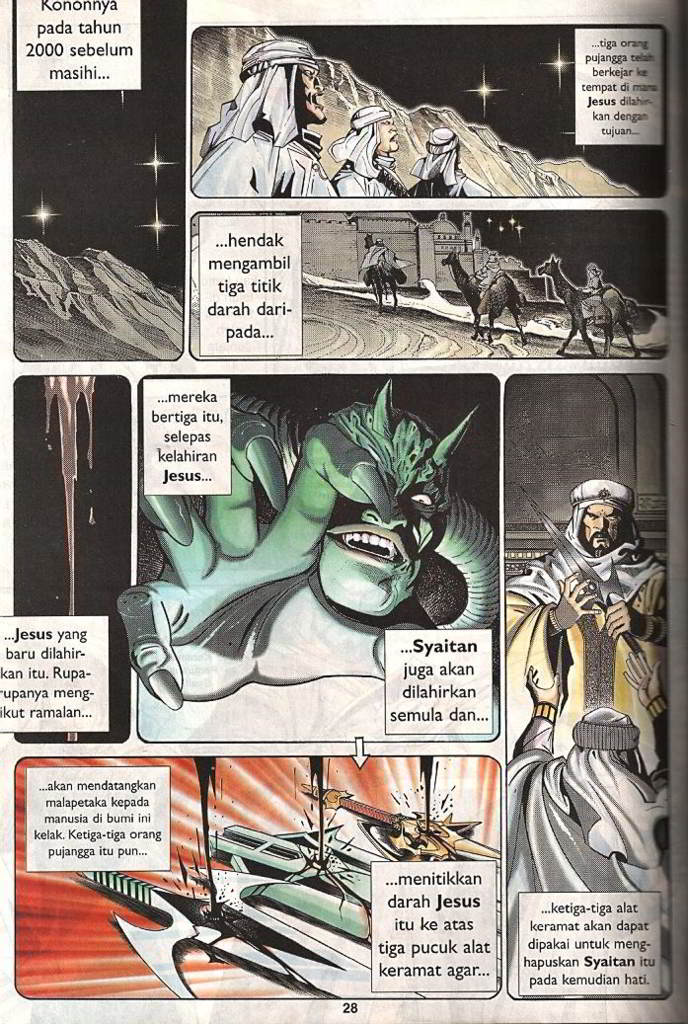 Kononnya
pada tahun
2000 sebelum
masihi...
...tiga orang
pujangga telah
berkejar ke
tempat di mana
Jesus dilahir-
kan dengan
tujuan...
...hendak
mengambil
tiga titik
darah dari-
pada...
...Jesus yang
baru dilahir-
kan itu. Rupa-
rupanya meng-
ikut ramalan...
...mereka
bertiga itu,
selepas
kelahiran
Jesus...
...Syaitan
juga akan
dilahirkan
semula dan...
...akan mendatangkan
malapetaka kepada
manusia di bumi ini
kelak. Ketiga-tiga orang
pujangga itu pun...
...menitikkan
darah Jesus
itu ke atas
tiga pucuk alat
keramat agar...
...ketiga-tiga alat
keramat akan dapat
dipakai untuk meng-
hapuskan Syaitan itu
pada kemudian hati.
28